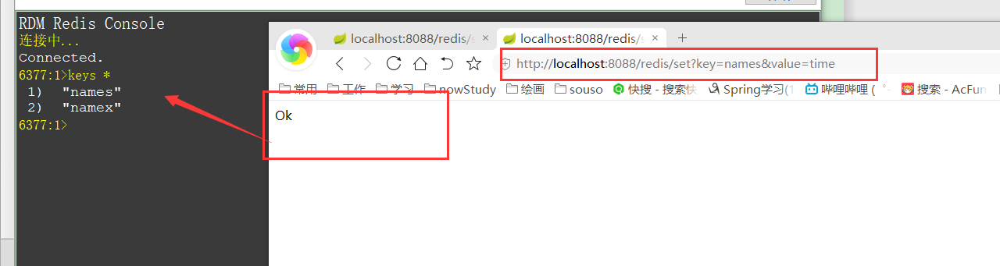 RDM Redis Console
连接中...
Connected.
6377:1>keys *
1) "names"
2) "namex"
6377:1>
localhost:8088/redis/s × localhost:8088/redis/s × +
http://localhost:8088/redis/set?key=names&value=time
常用 工作 学习 nowStudy 绘画 souso 快搜 - 搜索快 Spring学习(1 哔哩哔哩 ( ゜- 搜索 - AcFun
Ok